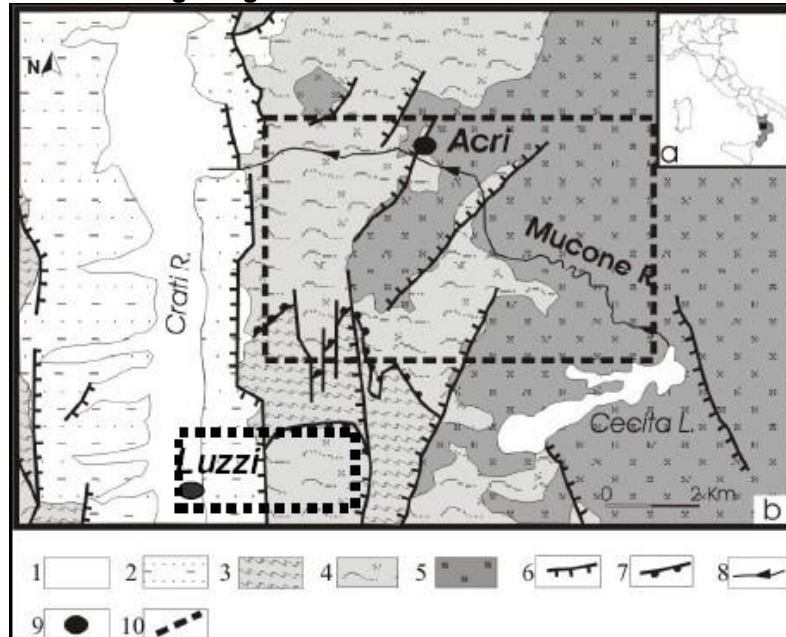 N
a
Acri
Crati R.
Mucone R.
Cecita L.
Luzzi
0 2 Km
b
1 2 3 4 5 6 7 8
9 10